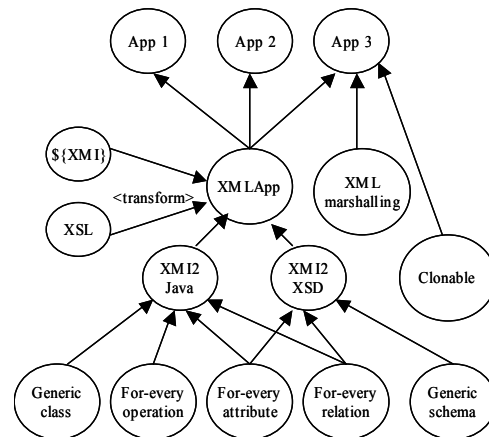 App 1
App 2
App 3
${XMI}
<transform>
XSL
XMLApp
XML
marshalling
XMI2
Java
XMI2
XSD
Clonable
Generic
class
For-every
operation
For-every
attribute
For-every
relation
Generic
schema